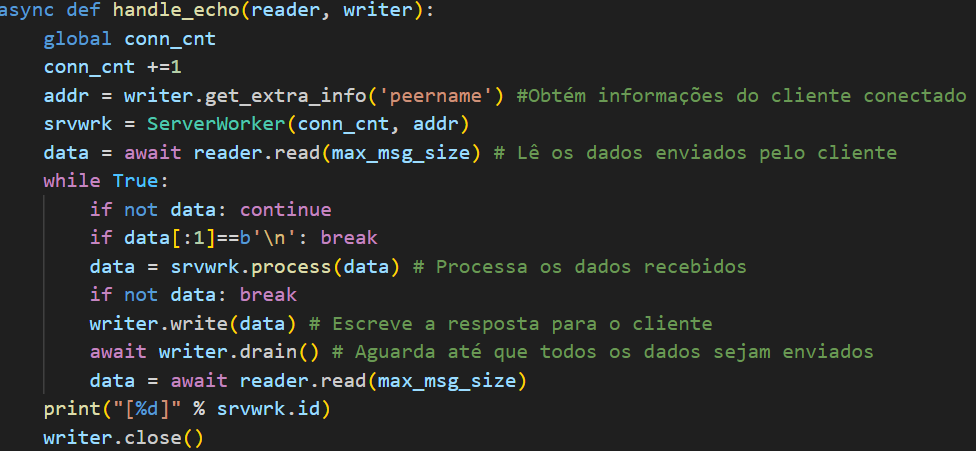 async def handle_echo(reader, writer):
    global conn_cnt
    conn_cnt +=1
    addr = writer.get_extra_info('peername') #Obtém informações do cliente conectado
    srvwrk = ServerWorker(conn_cnt, addr)
    data = await reader.read(max_msg_size) # Lê os dados enviados pelo cliente
    while True:
        if not data: continue
        if data[:1]==b'\n': break
        data = srvwrk.process(data) # Processa os dados recebidos
        if not data: break
        writer.write(data) # Escreve a resposta para o cliente
        await writer.drain() # Aguarda até que todos os dados sejam enviados
        data = await reader.read(max_msg_size)
    print("[%d]" % srvwrk.id)
    writer.close()